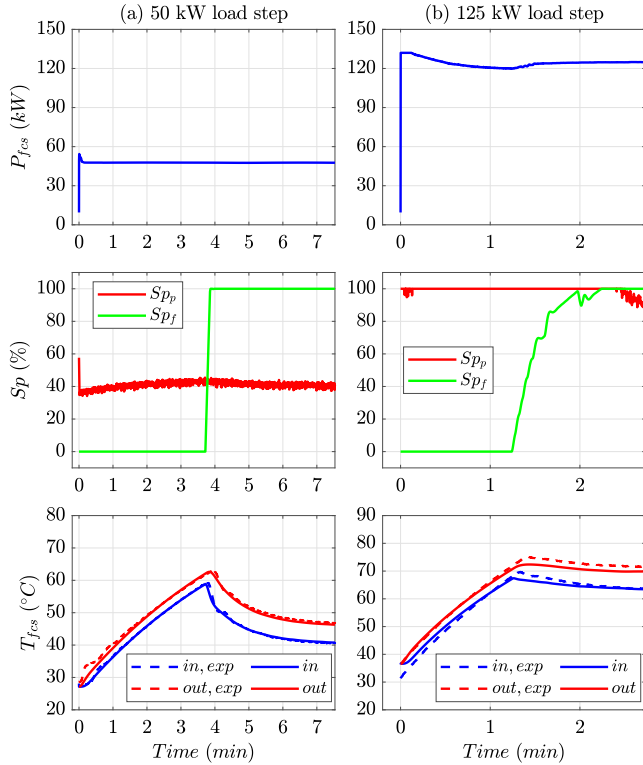 (a) 50 kW load step
(b) 125 kW load step
P_fcs (kW)
150
120
90
60
30
0
0 1 2 3 4 5 6 7
150
120
90
60
30
0
0 1 2
Sp (%)
100
80
60
40
20
0
Sp_p
Sp_f
0 1 2 3 4 5 6 7
100
80
60
40
20
0
Sp_p
Sp_f
0 1 2
T_fcs (°C)
80
70
60
50
40
30
20
in, exp in
out, exp out
0 1 2 3 4 5 6 7
Time (min)
90
80
70
60
50
40
30
20
in, exp in
out, exp out
0 1 2
Time (min)